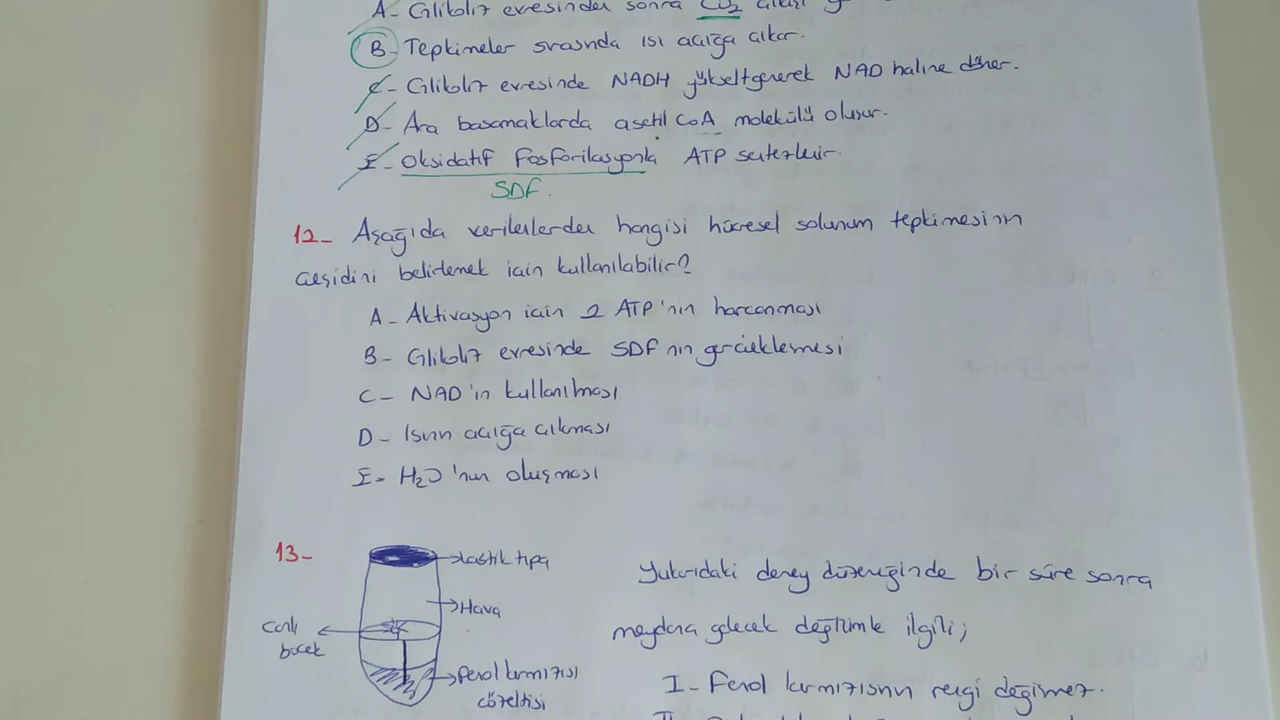 A- Glikoliz evresinden sonra CO2
B- Tepkimeler sırasında ısı açığa çıkar.
C- Glikoliz evresinde NADH yükseltgenerek NAD haline döner.
D- Ara basamaklarda asetil CoA molekülü oluşur.
E- Oksidatif fosforilasyonla ATP sentezlenir.
SDF
12- Aşağıda verilenlerden hangisi hücresel solunum tepkimesinin
çeşidini belirlemek için kullanılabilir?
A- Aktivasyon için 2 ATP'nin harcanması
B- Glikoliz evresinde SDF'nin gerçekleşmesi
C- NAD'ın kullanılması
D- Isının açığa çıkması
E- H2O'nun oluşması
13-
Lastik tıpa
Hava
Canlı
böcek
Fenol kırmızısı
çözeltisi
Yukarıdaki deney düzeneğinde bir süre sonra
meydana gelecek değişimle ilgili;
I- Fenol kırmızısının rengi değişmez.